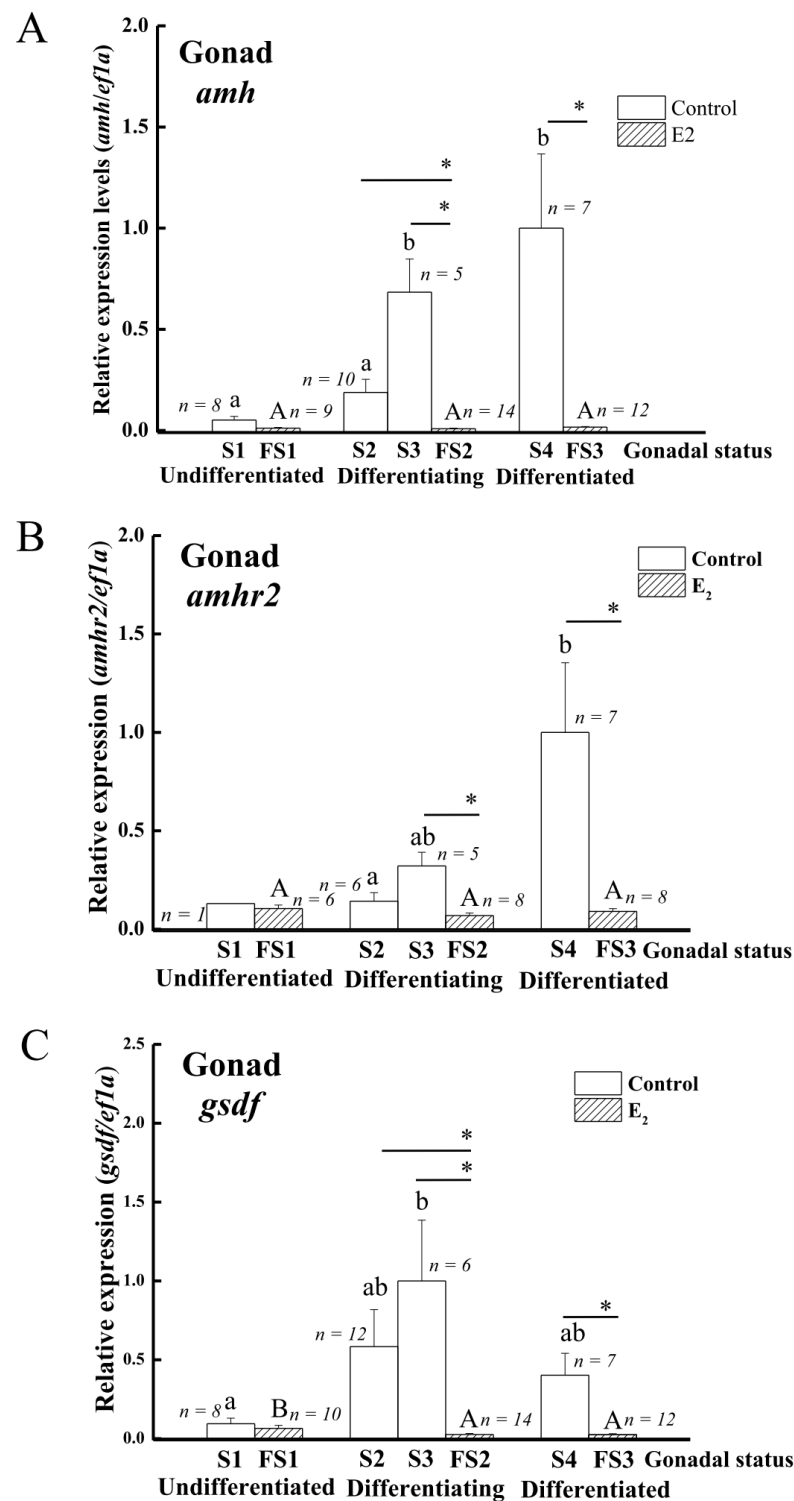 A
Gonad
amh
Relative expression levels (amh/ef1a)
2.0
1.5
1.0
0.5
0.0
Control
E2
n = 8 a
A n = 9
n = 10 a
b n = 5
A n = 14
* 
*
b n = 7
*
A n = 12
S1 FS1 S2 S3 FS2 S4 FS3 Gonadal status
Undifferentiated Differentiating Differentiated
B
Gonad
amhr2
Relative expression (amhr2/ef1a)
2.0
1.5
1.0
0.5
0.0
Control
E2
n = 1
A n = 6
n = 6 a
ab n = 5
*
A n = 8
b n = 7
*
A n = 8
S1 FS1 S2 S3 FS2 S4 FS3 Gonadal status
Undifferentiated Differentiating Differentiated
C
Gonad
gsdf
Relative expression (gsdf/ef1a)
2.5
2.0
1.5
1.0
0.5
0.0
Control
E2
n = 8 a
B n = 10
n = 12 ab
b n = 6
*
*
A n = 14
ab n = 7
*
A n = 12
S1 FS1 S2 S3 FS2 S4 FS3 Gonadal status
Undifferentiated Differentiating Differentiated